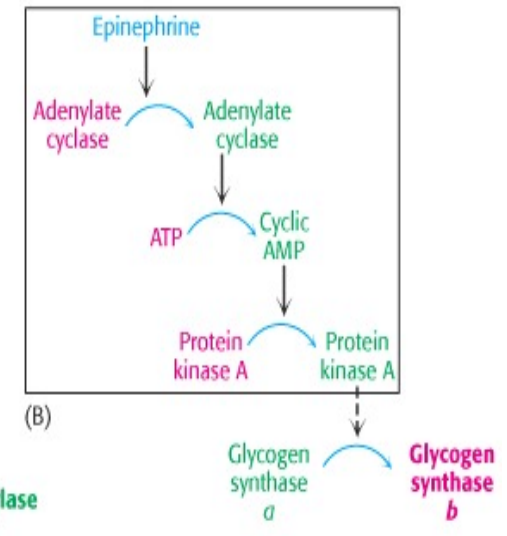 Epinephrine
Adenylate
cyclase
Adenylate
cyclase
ATP
Cyclic
AMP
Protein
kinase A
Protein
kinase A
(B)
Glycogen
synthase
a
Glycogen
synthase
b
lase